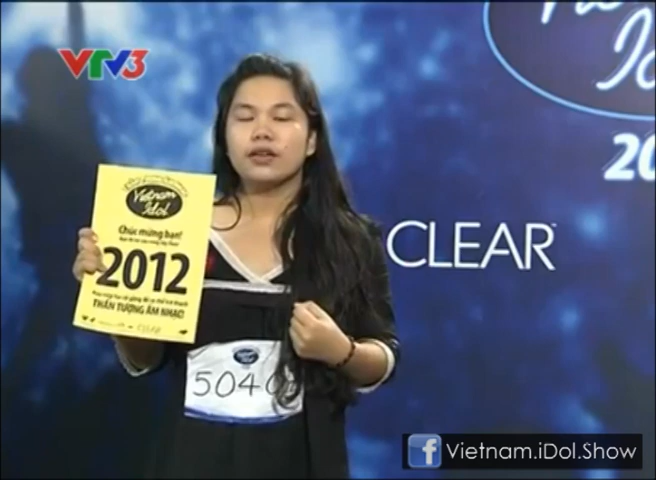 VTV3
Vietnam
Idol
20
CLEAR
Vietnam
Idol
Chúc mừng bạn!
2012
THẦN TƯỢNG ÂM NHẠC!
CLEAR
5040
Vietnam.iDol.Show